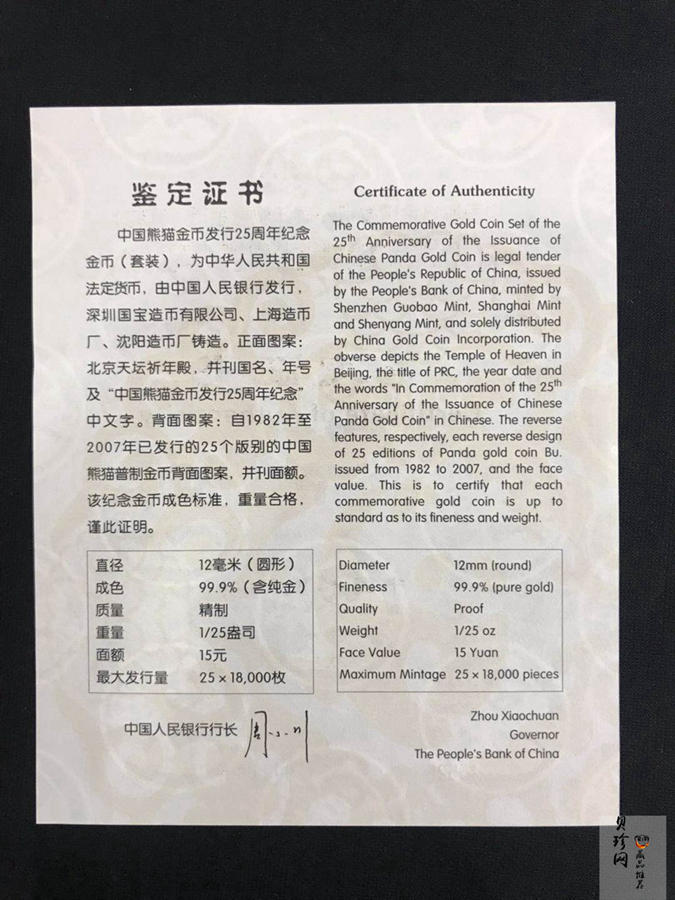 鉴定证书
中国熊猫金币发行25周年纪念
金币（套装），为中华人民共和国
法定货币，由中国人民银行发行，
深圳国宝造币有限公司、上海造币
厂、沈阳造币厂铸造。正面图案：
北京天坛祈年殿，并刊国名、年号
及“中国熊猫金币发行25周年纪念”
中文字。背面图案：自1982年至
2007年已发行的25个版别的中国
熊猫普制金币背面图案，并刊面额。
该纪念金币成色标准，重量合格，
谨此证明。
直径 12毫米（圆形）
成色 99.9%（含纯金）
质量 精制
重量 1/25盎司
面额 15元
最大发行量 25×18,000枚
中国人民银行行长 周小川
Certificate of Authenticity
The Commemorative Gold Coin Set of the
25th Anniversary of the Issuance of
Chinese Panda Gold Coin is legal tender
of the People's Republic of China, issued
by the People's Bank of China, minted by
Shenzhen Guobao Mint, Shanghai Mint
and Shenyang Mint, and solely distributed
by China Gold Coin Incorporation. The
obverse depicts the Temple of Heaven in
Beijing, the title of PRC, the year date and
the words "In Commemoration of the 25th
Anniversary of the Issuance of Chinese
Panda Gold Coin" in Chinese. The reverse
features, respectively, each reverse design
of 25 editions of Panda gold coin Bu.
issued from 1982 to 2007, and the face
value. This is to certify that each
commemorative gold coin is up to
standard as to its fineness and weight.
Diameter 12mm (round)
Fineness 99.9% (pure gold)
Quality Proof
Weight 1/25 oz
Face Value 15 Yuan
Maximum Mintage 25×18,000 pieces
Zhou Xiaochuan
Governor
The People's Bank of China
贝珍网
藏品推荐